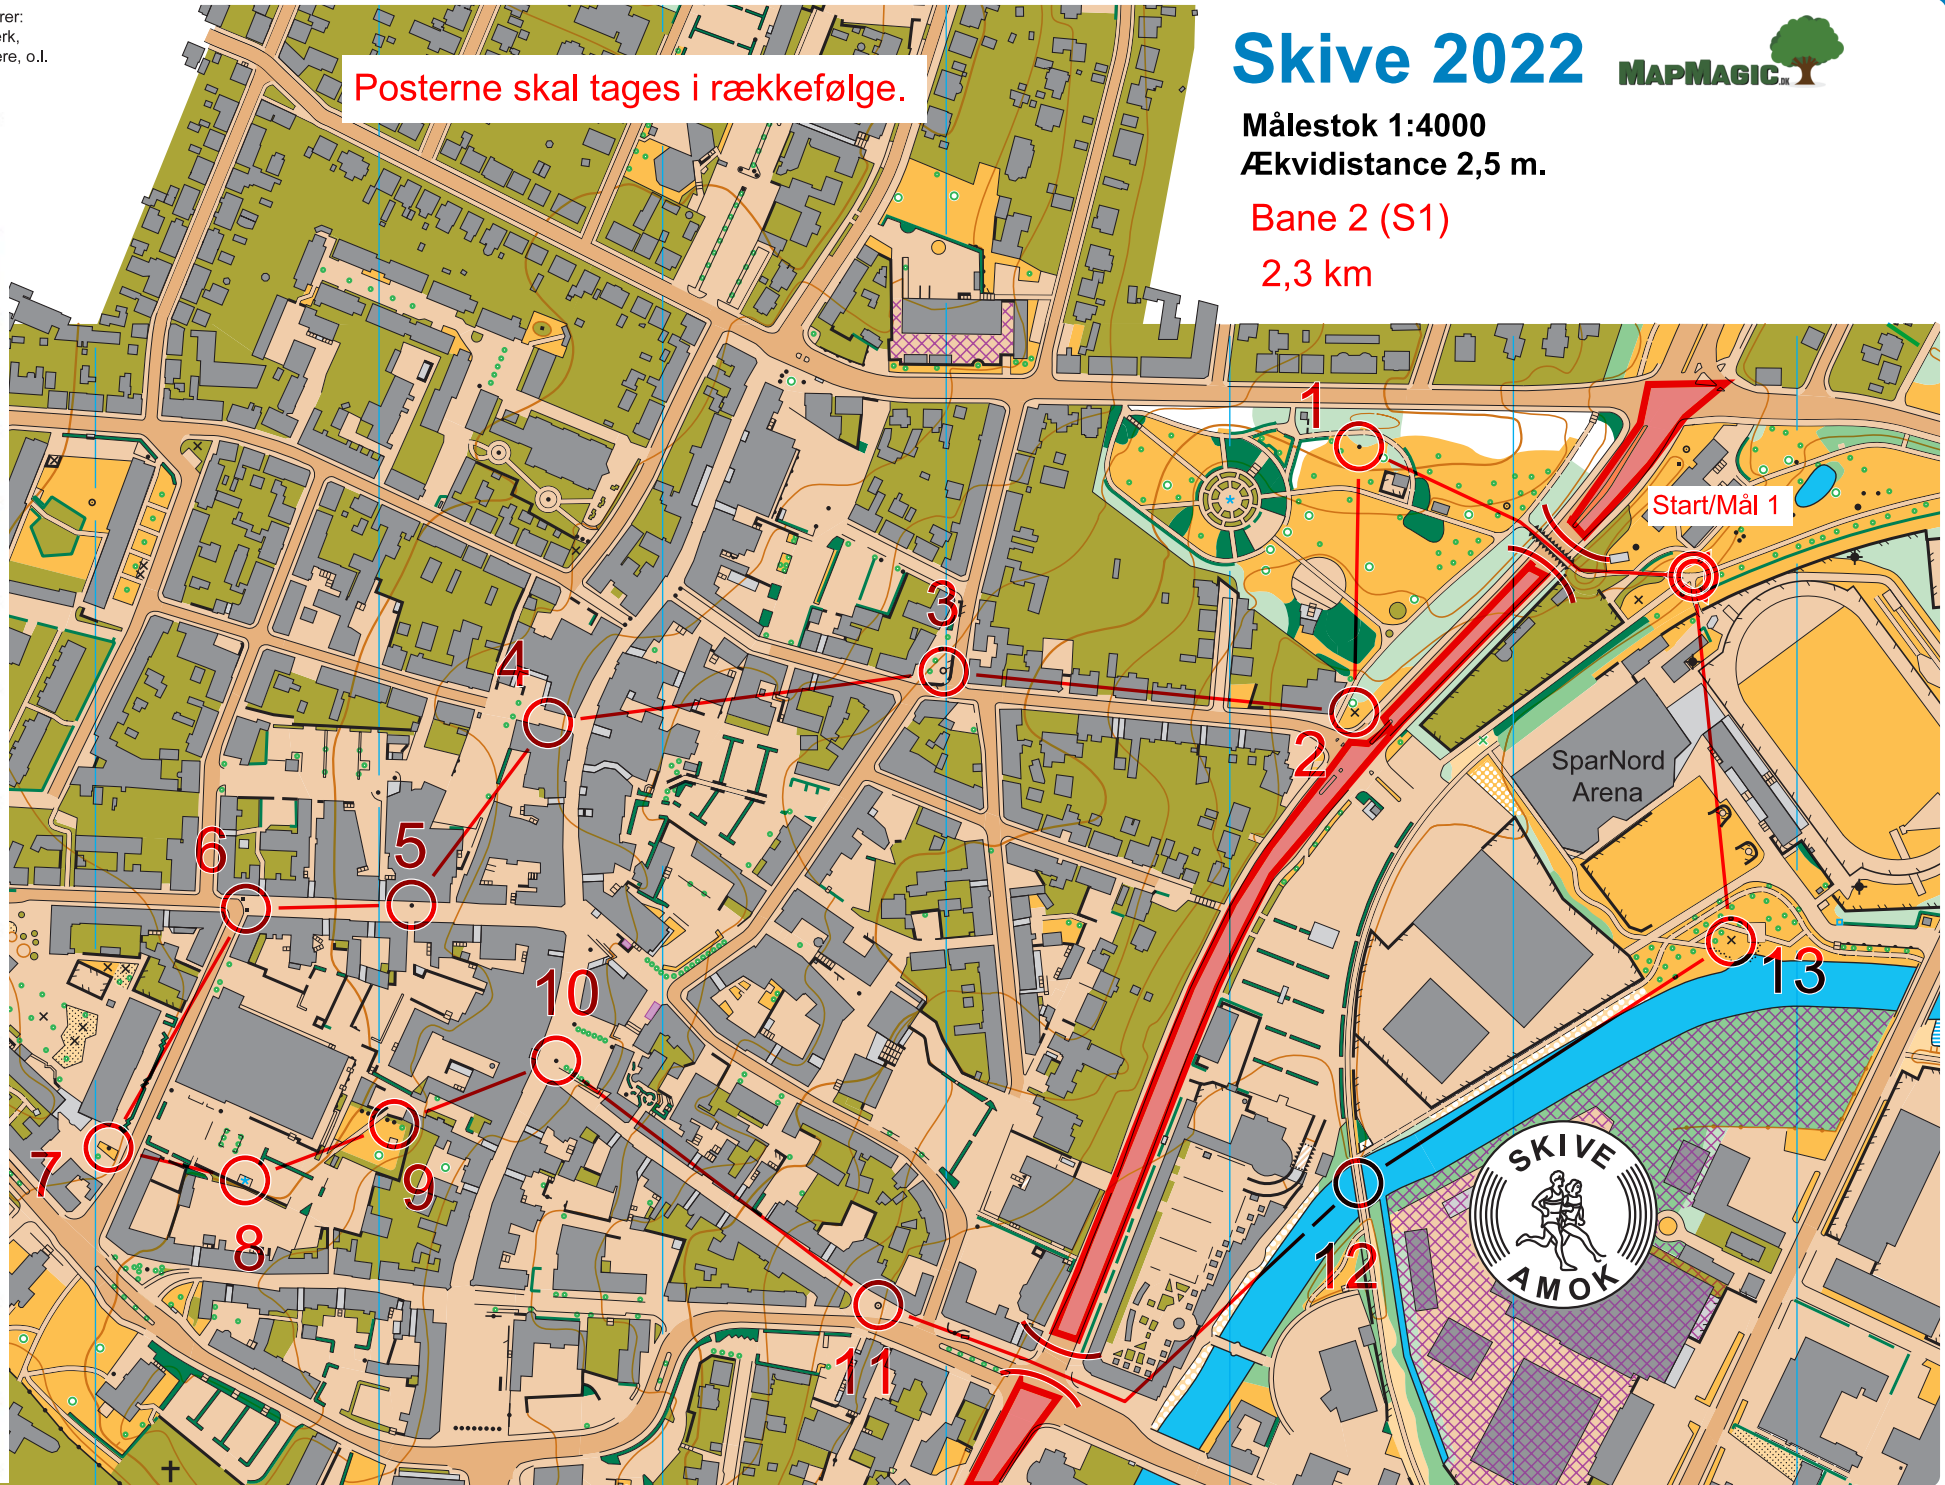 Posterne skal tages i rækkefølge.
Skive 2022
MAPMAGIC.DK
Målestok 1:4000
Ækvidistance 2,5 m.
Bane 2 (S1)
2,3 km
1
Start/Mål 1
3
4
2
SparNord
Arena
5
6
10
13
7
9
8
12
11
SKIVE
AMOK